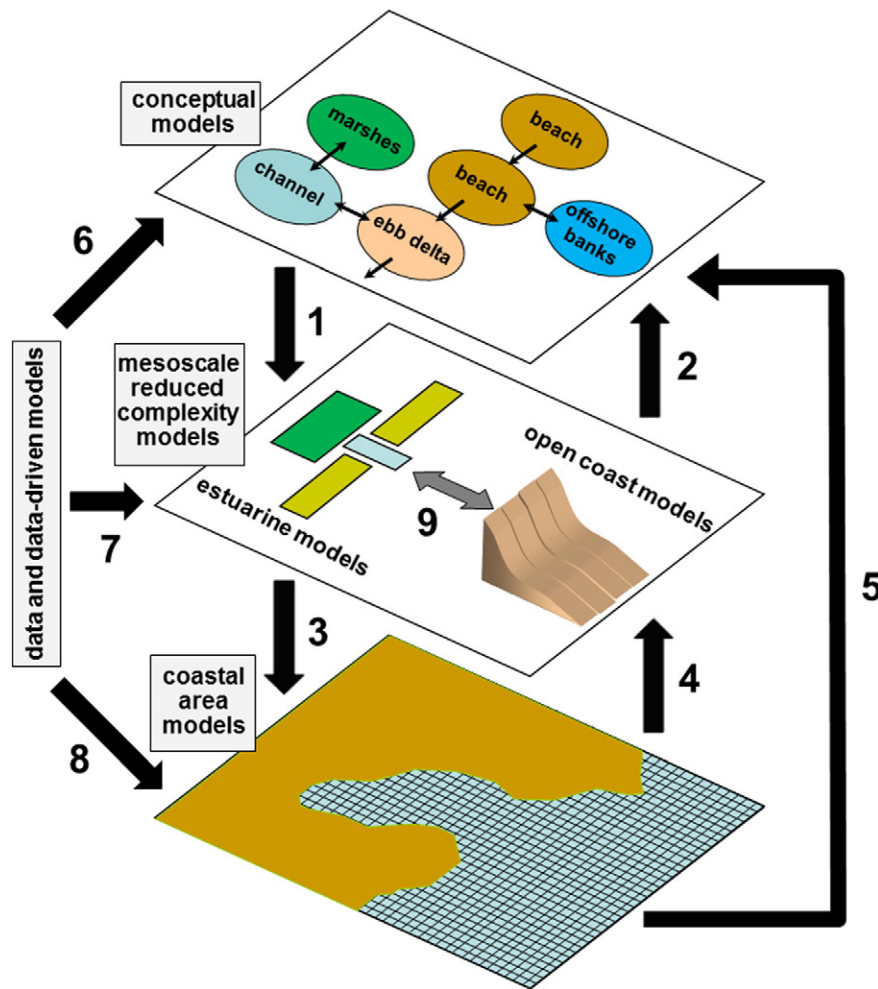 conceptual
models
marshes
beach
channel
beach
ebb delta
offshore
banks
6
1
2
data and data-driven models
mesoscale
reduced
complexity
models
open coast models
estuarine models
9
7
5
3
4
coastal
area
models
8